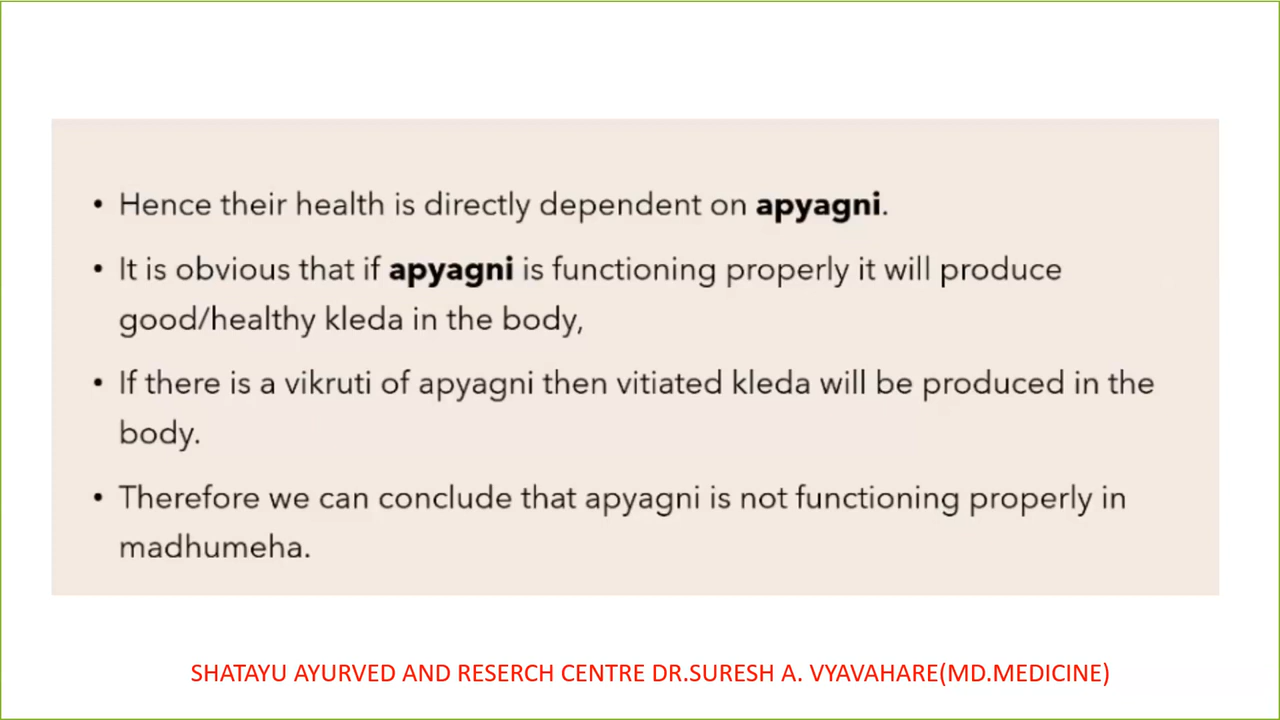 • Hence their health is directly dependent on apyagni.
• It is obvious that if apyagni is functioning properly it will produce
good/healthy kleda in the body,
• If there is a vikruti of apyagni then vitiated kleda will be produced in the
body.
• Therefore we can conclude that apyagni is not functioning properly in
madhumeha.
SHATAYU AYURVED AND RESERCH CENTRE DR.SURESH A. VYAVAHARE(MD.MEDICINE)